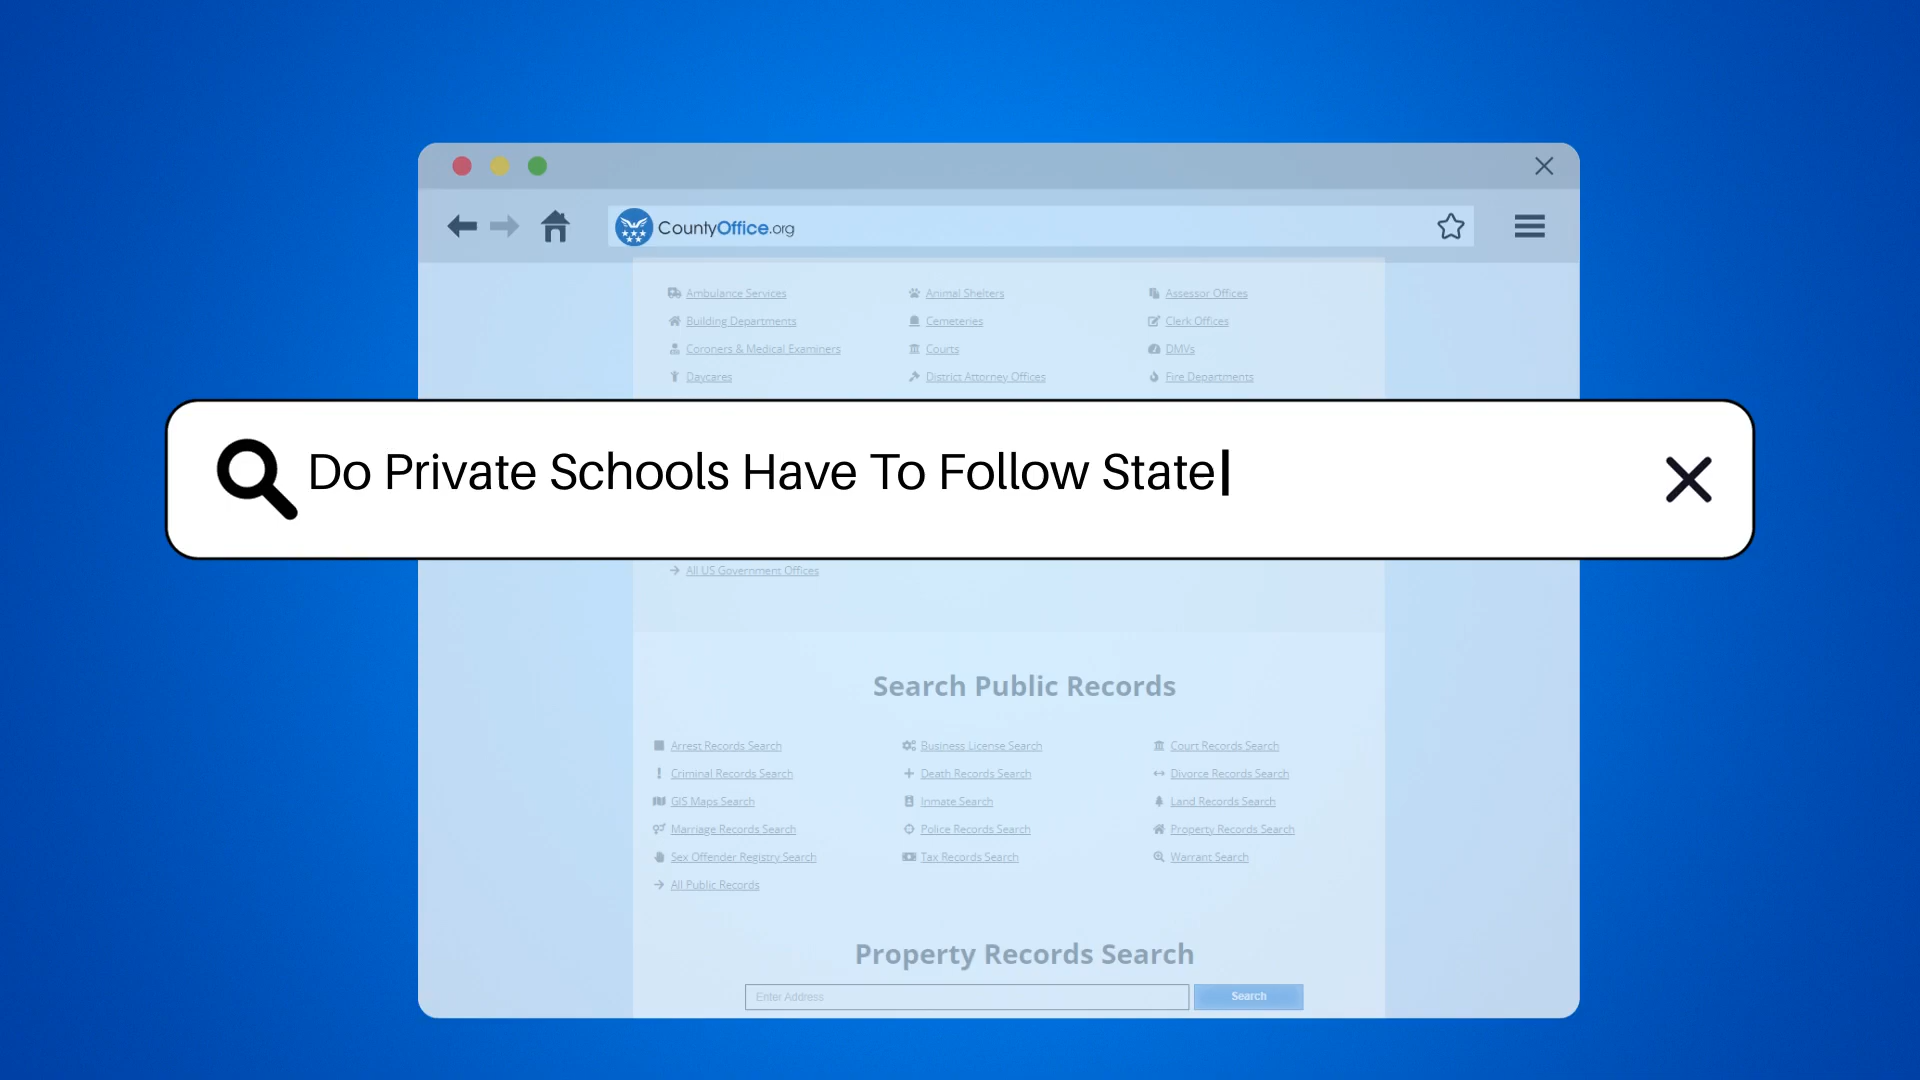 CountyOffice.org
Ambulance Services Animal Shelters Assessor Offices
Building Departments Cemeteries Clerk Offices
Coroners & Medical Examiners Courts DMVs
Daycares District Attorney Offices Fire Departments
Do Private Schools Have To Follow State
All US Government Offices
Search Public Records
Arrest Records Search Business License Search Court Records Search
Criminal Records Search Death Records Search Divorce Records Search
GIS Maps Search Inmate Search Land Records Search
Marriage Records Search Police Records Search Property Records Search
Sex Offender Registry Search Tax Records Search Warrant Search
All Public Records
Property Records Search
Enter Address Search